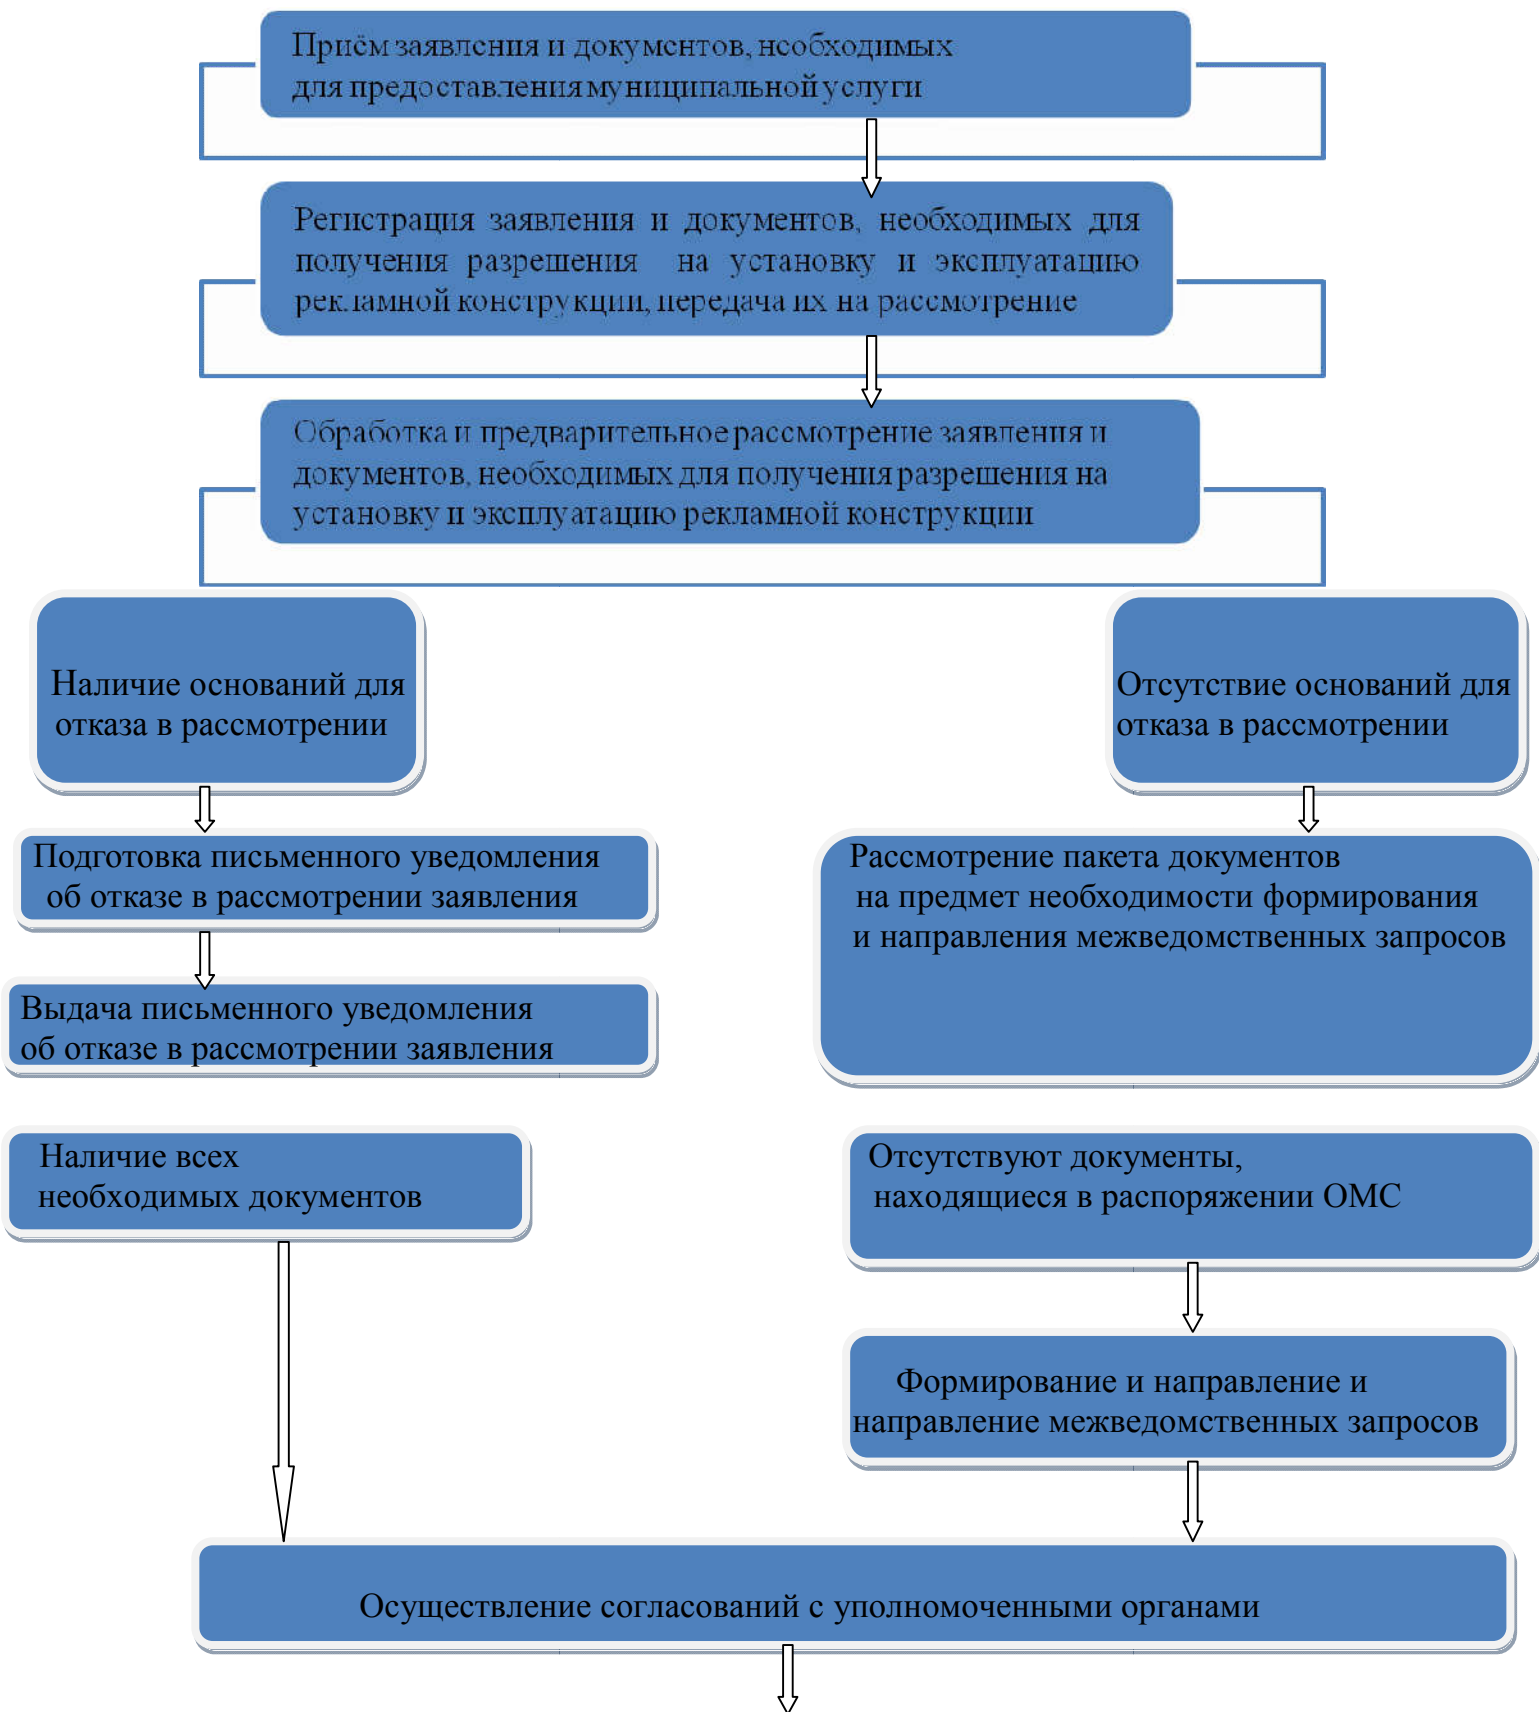 Приём заявления и документов, необходимых
для предоставления муниципальной услуги
Регистрация заявления и документов, необходимых для
получения разрешения на установку и эксплуатацию
рекламной конструкции, передача их на рассмотрение
Обработка и предварительное рассмотрение заявления и
документов, необходимых для получения разрешения на
установку и эксплуатацию рекламной конструкции
Наличие оснований для
отказа в рассмотрении
Отсутствие оснований для
отказа в рассмотрении
Подготовка письменного уведомления
об отказе в рассмотрении заявления
Рассмотрение пакета документов
на предмет необходимости формирования
и направления межведомственных запросов
Выдача письменного уведомления
об отказе в рассмотрении заявления
Наличие всех
необходимых документов
Отсутствуют документы,
находящиеся в распоряжении ОМС
Формирование и направление и
направление межведомственных запросов
Осуществление согласований с уполномоченными органами